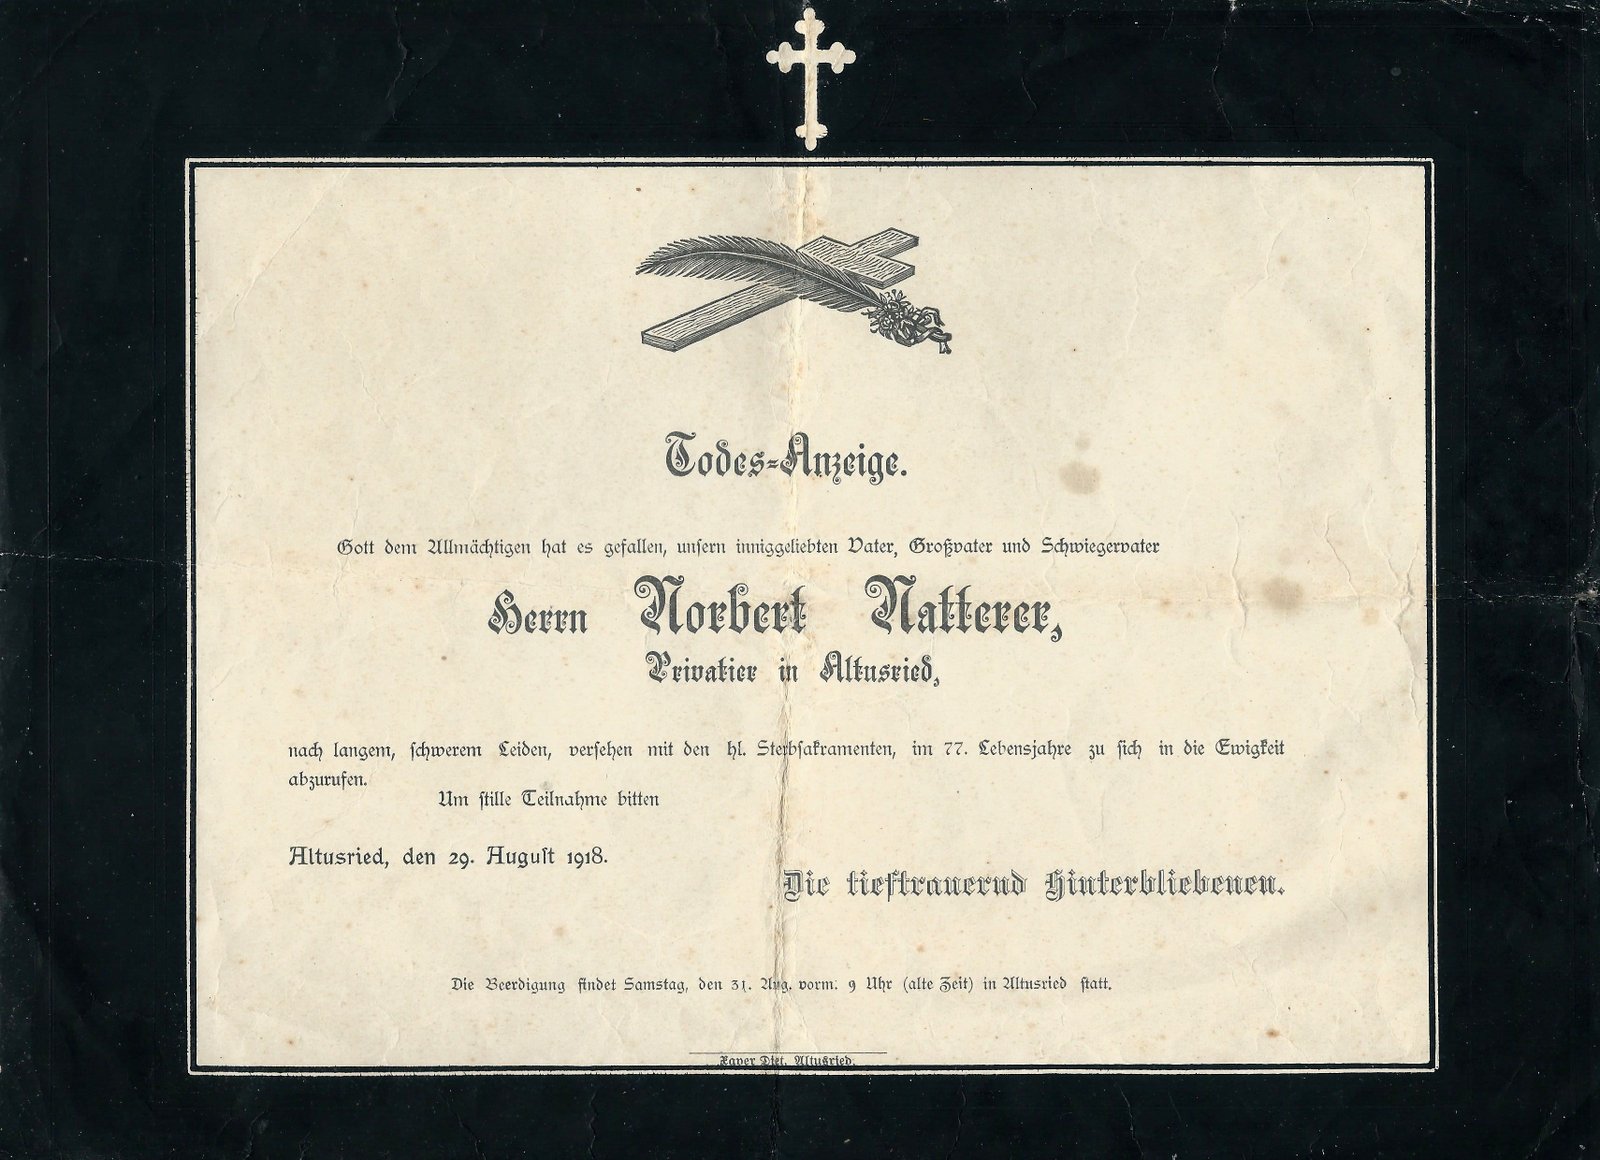 Todes-Anzeige.
Gott dem Allmächtigen hat es gefallen, unsern inniggeliebten Vater, Großvater und Schwiegervater
Herrn Norbert Natterer,
Privatier in Altusried,
nach langem, schwerem Leiden, versehen mit den hl. Sterbsakramenten, im 77. Lebensjahre zu sich in die Ewigkeit
abzurufen.
Um stille Teilnahme bitten
Altusried, den 29. August 1918.
Die tieftrauernd Hinterbliebenen.
Die Beerdigung findet Samstag, den 31. Aug. vorm. 9 Uhr (alte Zeit) in Altusried statt.
Xaver Diet, Altusried.